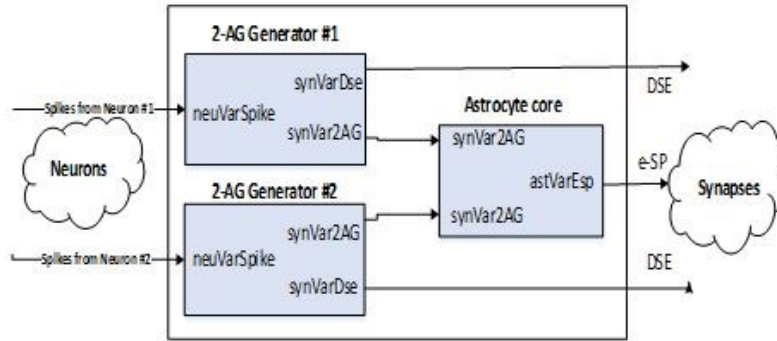 2-AG Generator #1
synVarDse
DSE
Spikes from Neuron #1
neuVarSpike
synVar2AG
Astrocyte core
synVar2AG
e-SP
Neurons
astVarEsp
Synapses
2-AG Generator #2
synVar2AG
synVar2AG
Spikes from Neuron #2
neuVarSpike
DSE
synVarDse